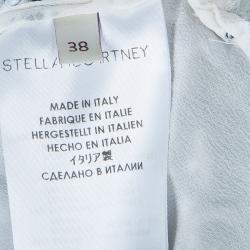 38
STELLA McCARTNEY
MADE IN ITALY
FABRIQUE EN ITALIE
HERGESTELLT IN ITALIEN
HECHO EN ITALIA
イタリア製
СДЕЛАНО В ИТАЛИИ